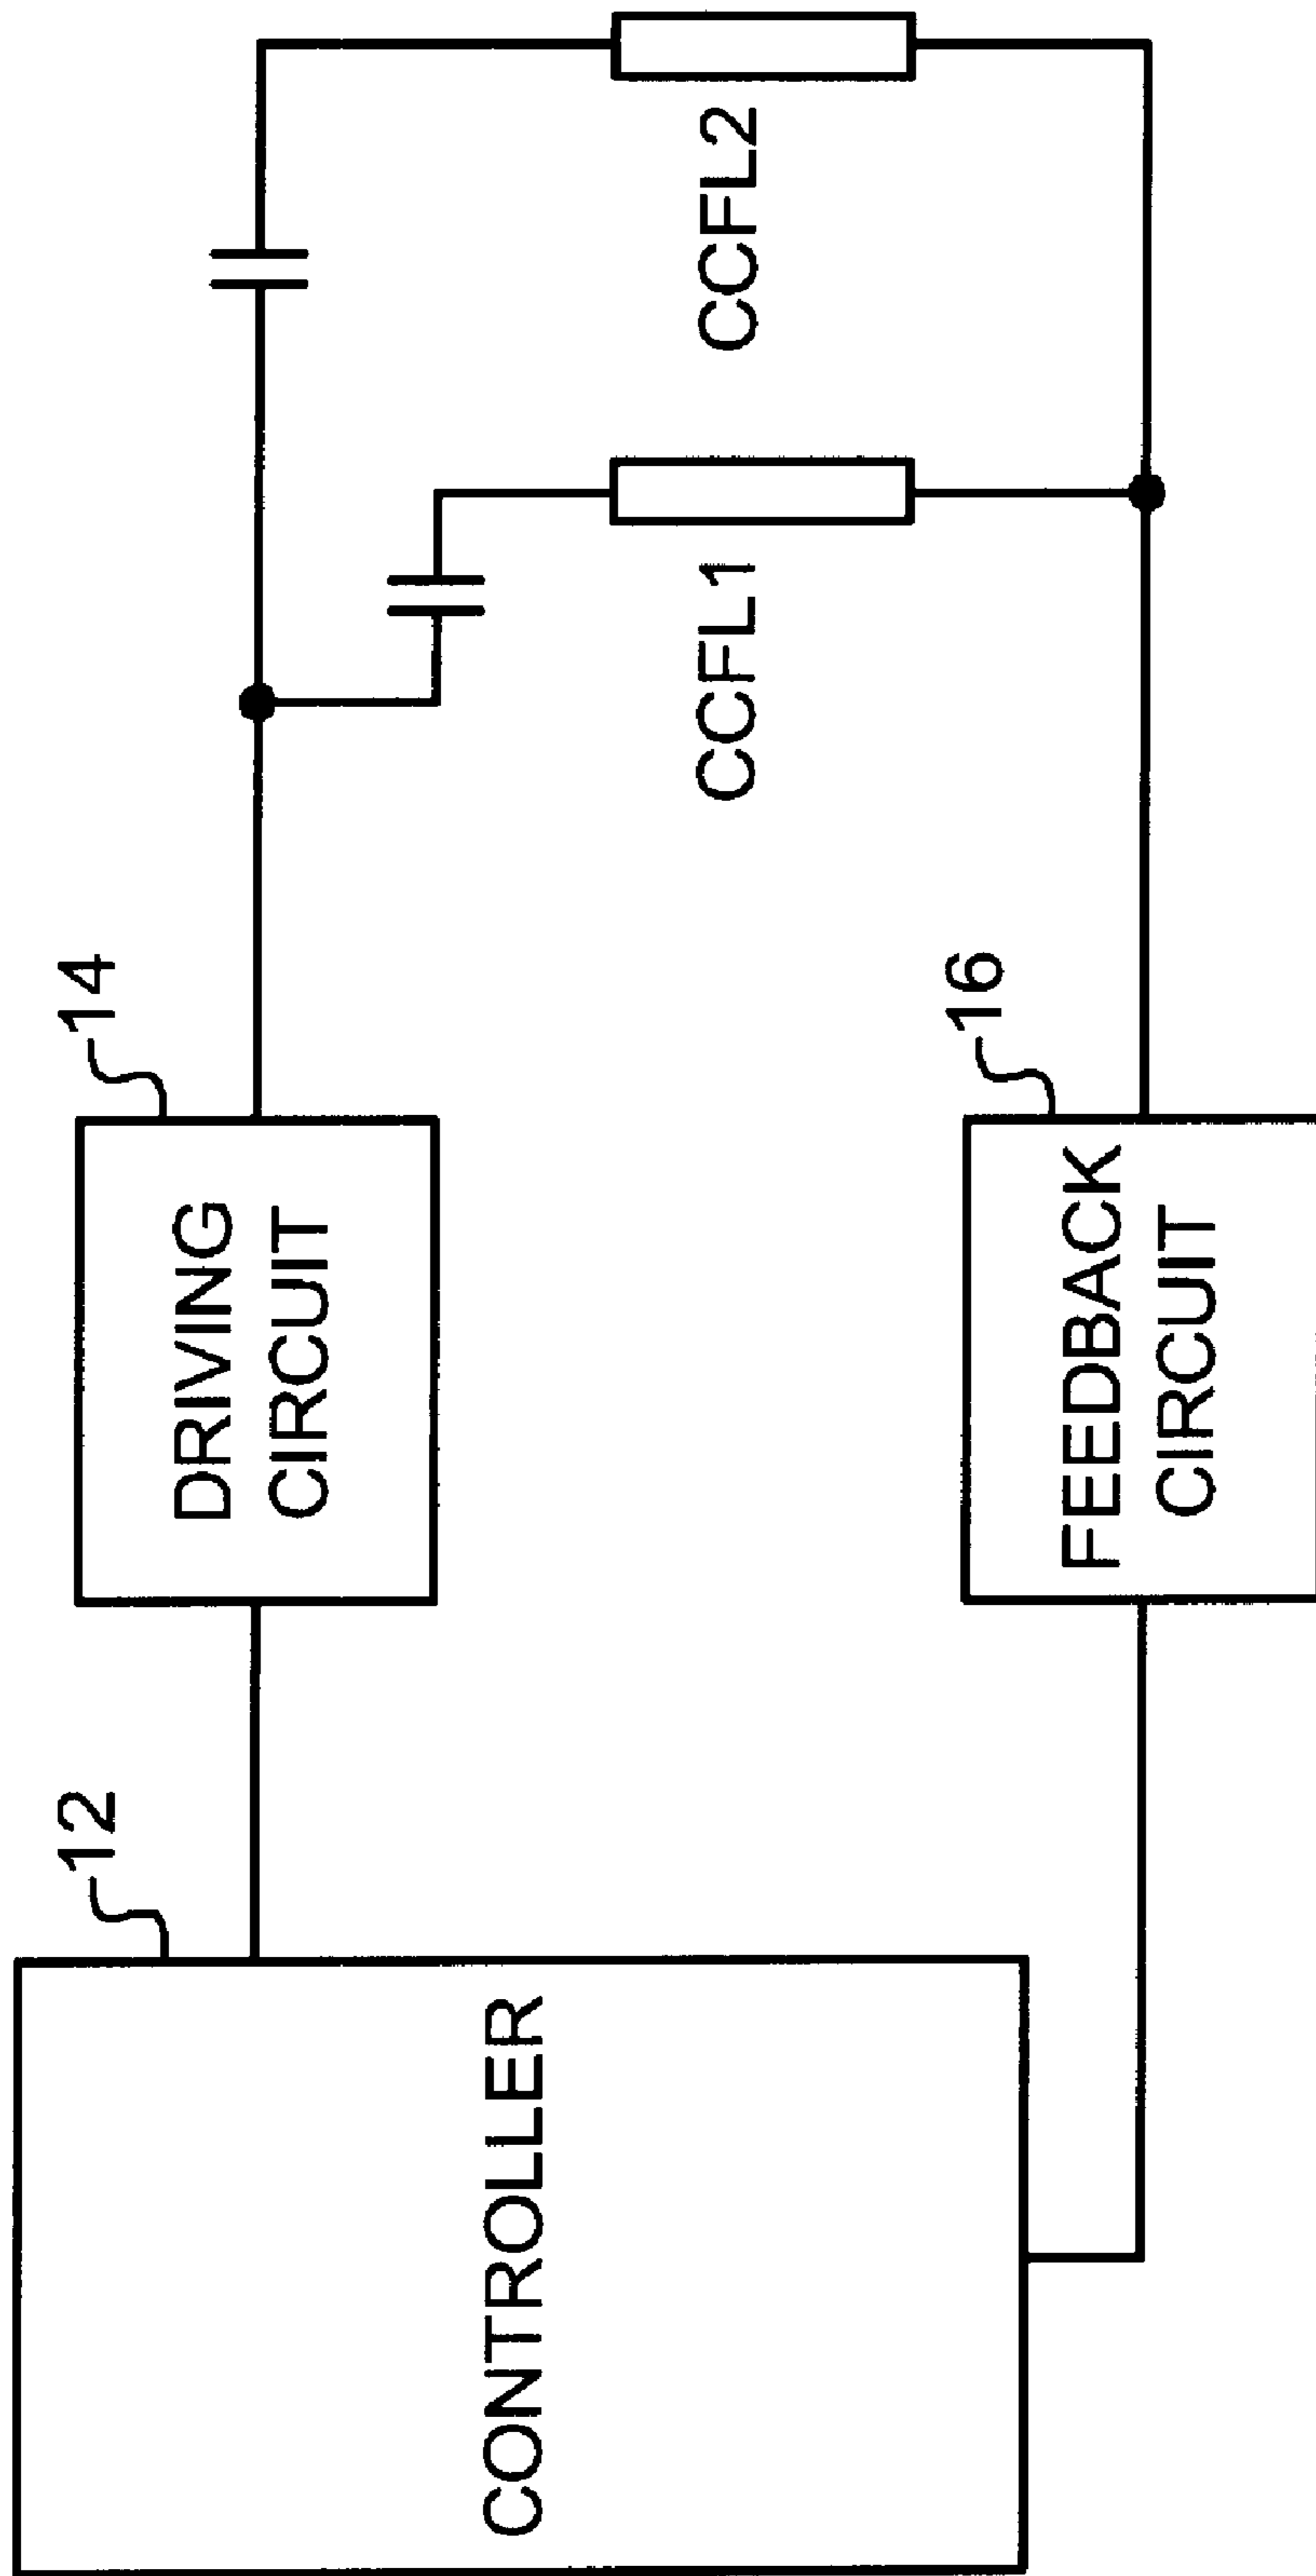 12
CONTROLLER
14
DRIVING
CIRCUIT
16
FEEDBACK
CIRCUIT
CCFL1
CCFL2